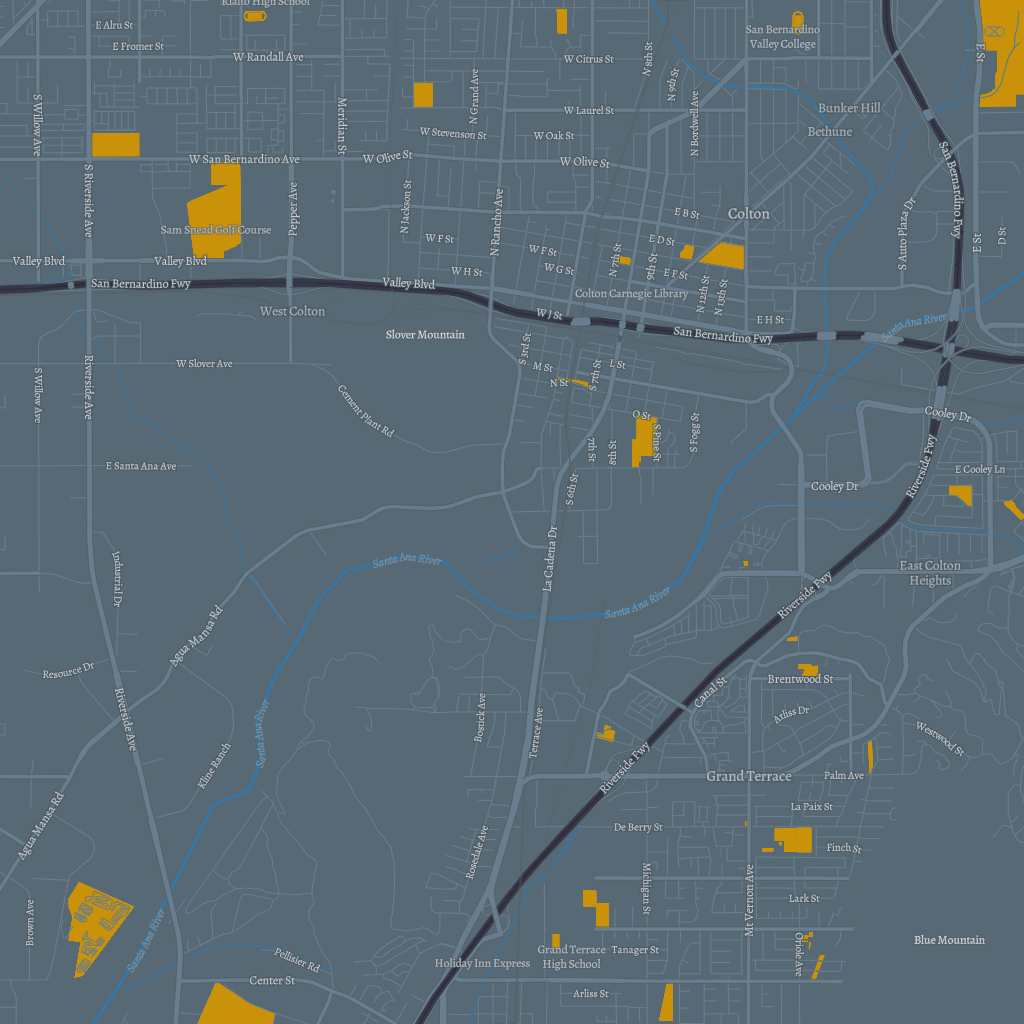 Rialto High School
E Alru St
E Fromer St
W Randall Ave
W Citrus St
N 8th St
San Bernardino
Valley College
E St
S Willow Ave
Meridian St
N Grand Ave
N 9th St
N Bordwell Ave
W Laurel St
Bunker Hill
Bethune
W Stevenson St
W Oak St
San Bernardino Fwy
W San Bernardino Ave
W Olive St
W Olive St
S Riverside Ave
Pepper Ave
N Jackson St
N Rancho Ave
E B St
Colton
S Auto Plaza Dr
E St
D St
Sam Snead Golf Course
W F St
W F St
E D St
N 7th St
9th St
Valley Blvd
Valley Blvd
W H St
W G St
E F St
N 12th St
N 13th St
San Bernardino Fwy
Valley Blvd
Colton Carnegie Library
West Colton
W J St
E H St
Santa Ana River
Slover Mountain
San Bernardino Fwy
S 3rd St
W Slover Ave
M St
L St
S Willow Ave
Riverside Ave
N St
S 7th St
Cement Plant Rd
O St
S Pine St
S Fogg St
Cooley Dr
7th St
8th St
Riverside Fwy
E Santa Ana Ave
E Cooley Ln
S 6th St
Cooley Dr
Santa Ana River
La Cadena Dr
Industrial Dr
East Colton
Heights
Santa Ana River
Riverside Fwy
Agua Mansa Rd
Resource Dr
Brentwood St
Canal St
Riverside Ave
Santa Ana River
Bostick Ave
Terrace Ave
Arliss Dr
Westwood St
Kline Ranch
Riverside Fwy
Grand Terrace
Palm Ave
La Paix St
Agua Mansa Rd
De Berry St
Rosedale Ave
Finch St
Michigan St
Mt Vernon Ave
Lark St
Brown Ave
Santa Ana River
Oriole Ave
Blue Mountain
Pellisier Rd
Grand Terrace
High School
Tanager St
Holiday Inn Express
Center St
Arliss St